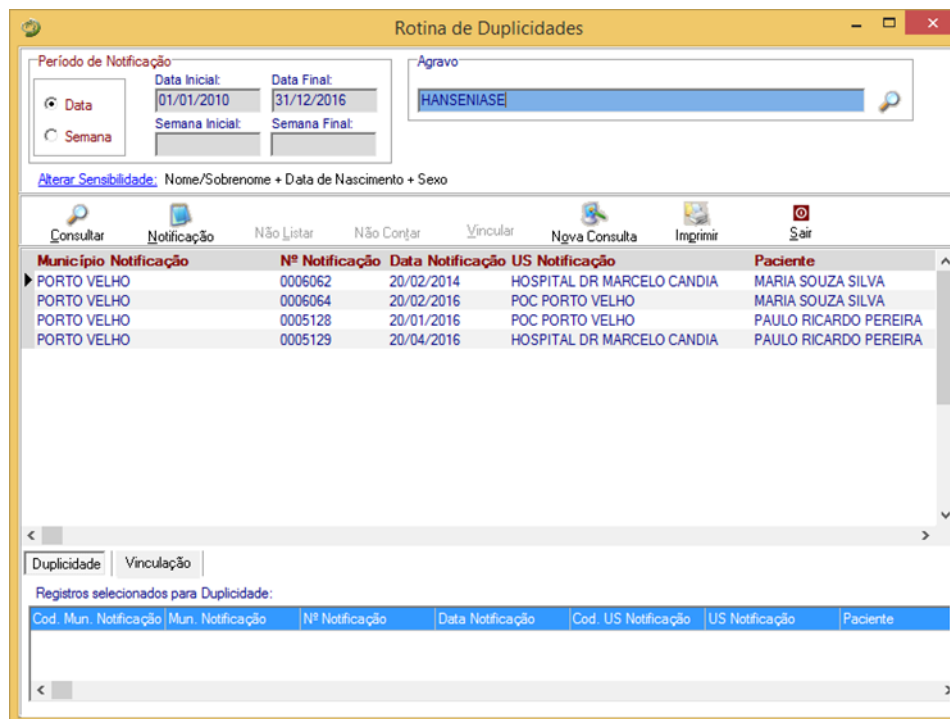 Rotina de Duplicidades
Período de Notificação
Agravo
Data Inicial: Data Final:
Data 01/01/2010 31/12/2016 HANSENIASE
Semana Inicial: Semana Final:
Semana
Alterar Sensibilidade: Nome/Sobrenome + Data de Nascimento + Sexo
Consultar Notificação Não Listar Não Contar Vincular Nova Consulta Imprimir Sair
Município Notificação Nº Notificação Data Notificação US Notificação Paciente
PORTO VELHO 0006062 20/02/2014 HOSPITAL DR MARCELO CANDIA MARIA SOUZA SILVA
PORTO VELHO 0006064 20/02/2016 POC PORTO VELHO MARIA SOUZA SILVA
PORTO VELHO 0005128 20/01/2016 POC PORTO VELHO PAULO RICARDO PEREIRA
PORTO VELHO 0005129 20/04/2016 HOSPITAL DR MARCELO CANDIA PAULO RICARDO PEREIRA
Duplicidade Vinculação
Registros selecionados para Duplicidade:
Cod. Mun. Notificação Mun. Notificação Nº Notificação Data Notificação Cod. US Notificação US Notificação Paciente